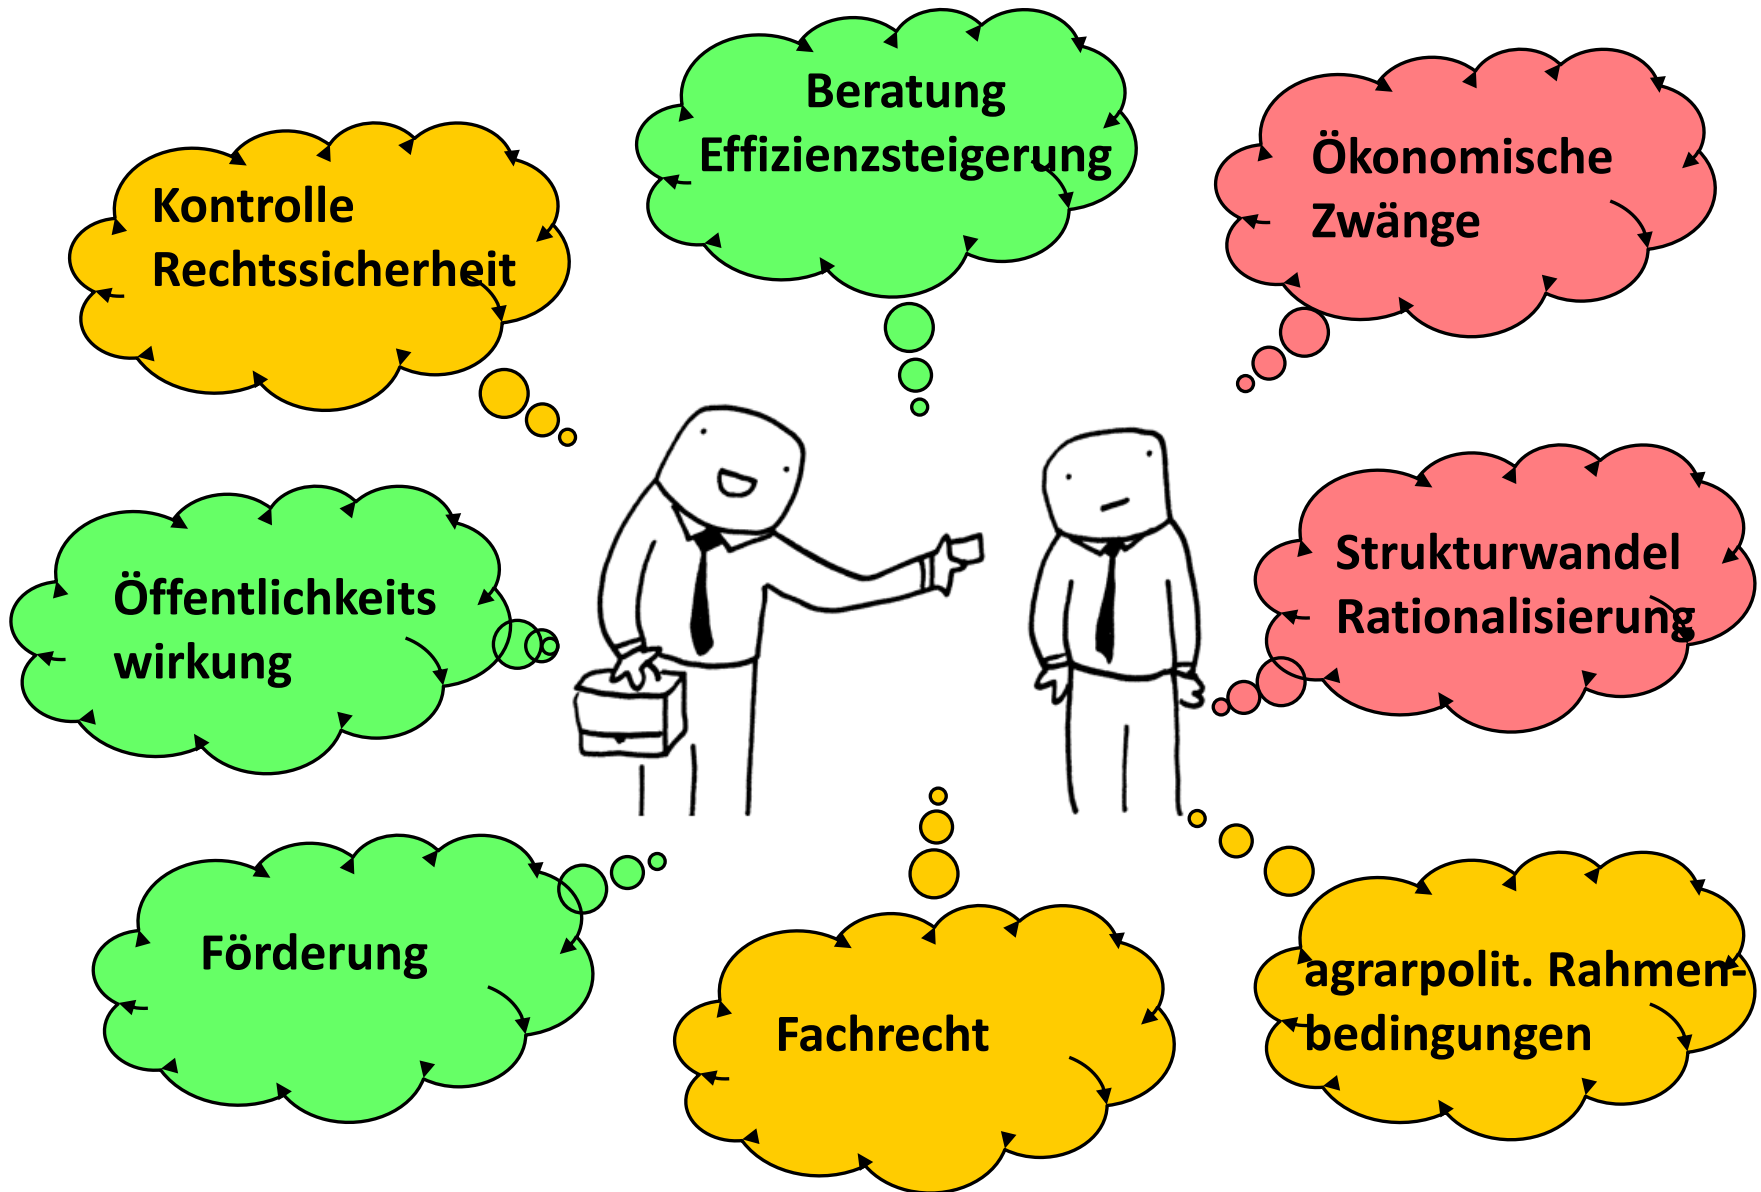 Beratung
Effizienzsteigerung
Kontrolle
Rechtssicherheit
Ökonomische
Zwänge
Öffentlichkeits
wirkung
Strukturwandel
Rationalisierung
Förderung
Fachrecht
agrarpolit. Rahmen-
bedingungen